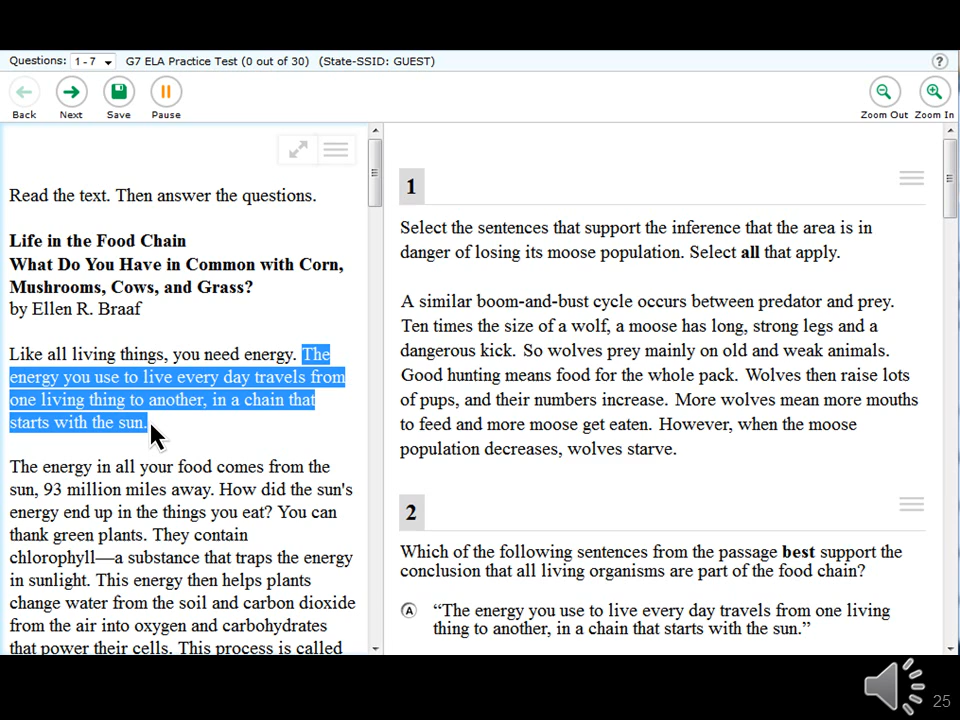 Questions: 1 - 7 G7 ELA Practice Test (0 out of 30) (State-SSID: GUEST) ?
Back Next Save Pause Zoom Out Zoom In
Read the text. Then answer the questions.
Life in the Food Chain
What Do You Have in Common with Corn,
Mushrooms, Cows, and Grass?
by Ellen R. Braaf
Like all living things, you need energy. The
energy you use to live every day travels from
one living thing to another, in a chain that
starts with the sun.
The energy in all your food comes from the
sun, 93 million miles away. How did the sun's
energy end up in the things you eat? You can
thank green plants. They contain
chlorophyll—a substance that traps the energy
in sunlight. This energy then helps plants
change water from the soil and carbon dioxide
from the air into oxygen and carbohydrates
that power their cells. This process is called
1
Select the sentences that support the inference that the area is in
danger of losing its moose population. Select all that apply.
A similar boom-and-bust cycle occurs between predator and prey.
Ten times the size of a wolf, a moose has long, strong legs and a
dangerous kick. So wolves prey mainly on old and weak animals.
Good hunting means food for the whole pack. Wolves then raise lots
of pups, and their numbers increase. More wolves mean more mouths
to feed and more moose get eaten. However, when the moose
population decreases, wolves starve.
2
Which of the following sentences from the passage best support the
conclusion that all living organisms are part of the food chain?
A “The energy you use to live every day travels from one living
thing to another, in a chain that starts with the sun.”
25